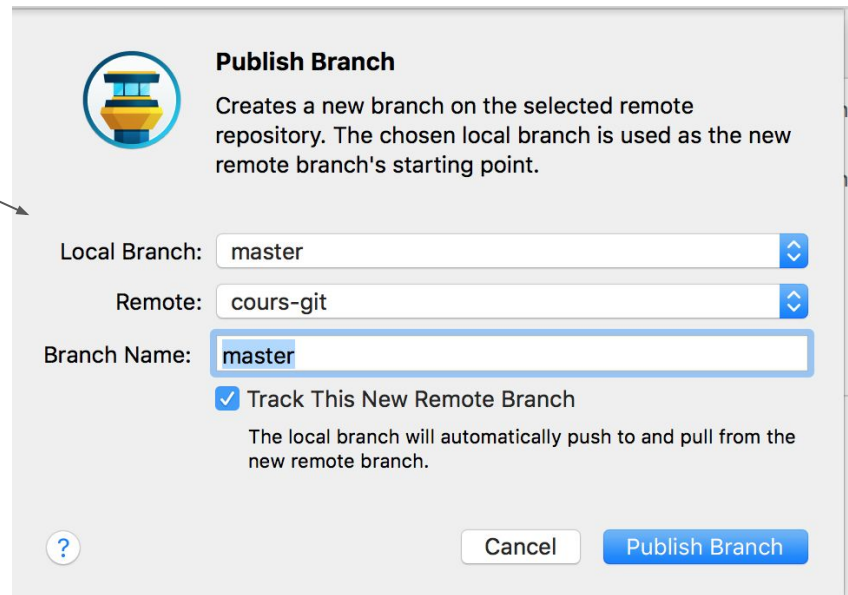 Publish Branch
Creates a new branch on the selected remote
repository. The chosen local branch is used as the new
remote branch's starting point.
Local Branch: master
Remote: cours-git
Branch Name: master
Track This New Remote Branch
The local branch will automatically push to and pull from the
new remote branch.
? Cancel Publish Branch